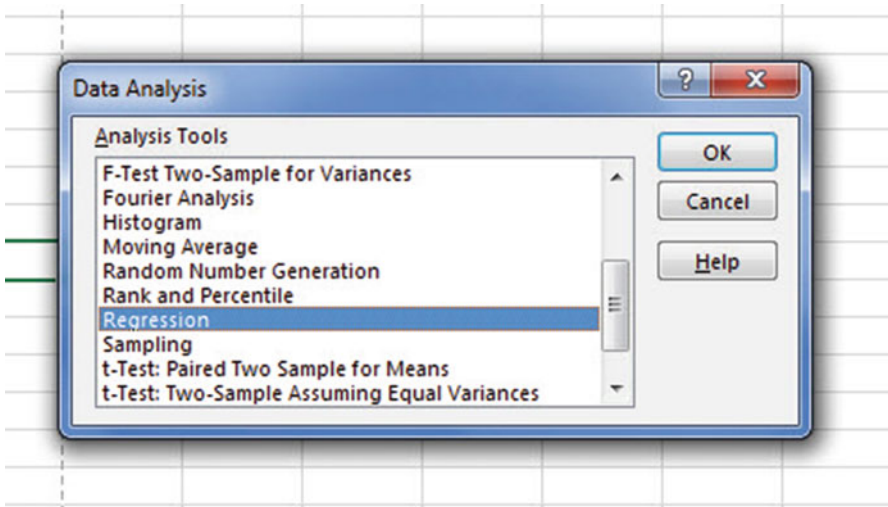 Data Analysis
?
X
Analysis Tools
F-Test Two-Sample for Variances
Fourier Analysis
Histogram
Moving Average
Random Number Generation
Rank and Percentile
Regression
Sampling
t-Test: Paired Two Sample for Means
t-Test: Two-Sample Assuming Equal Variances
OK
Cancel
Help